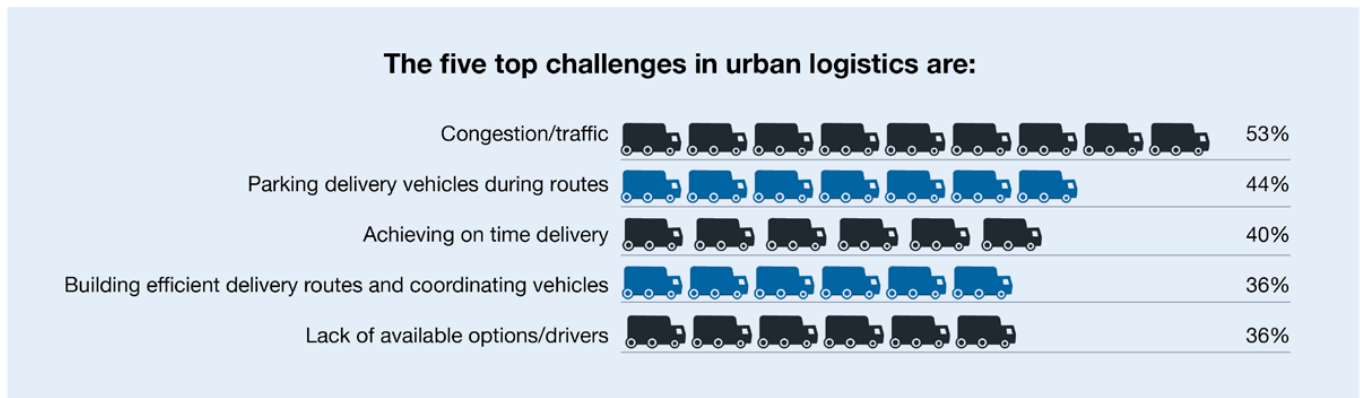 The five top challenges in urban logistics are:
Congestion/traffic 53%
Parking delivery vehicles during routes 44%
Achieving on time delivery 40%
Building efficient delivery routes and coordinating vehicles 36%
Lack of available options/drivers 36%